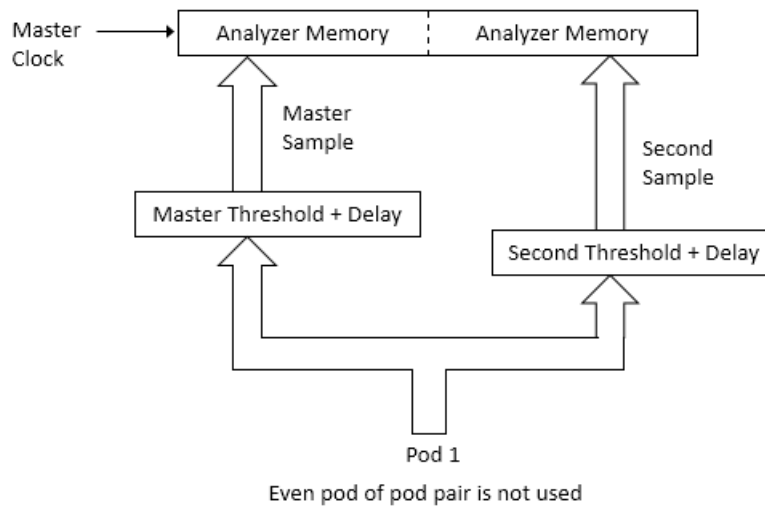 Master
Clock
Analyzer Memory
Analyzer Memory
Master
Sample
Second
Sample
Master Threshold + Delay
Second Threshold + Delay
Pod 1
Even pod of pod pair is not used